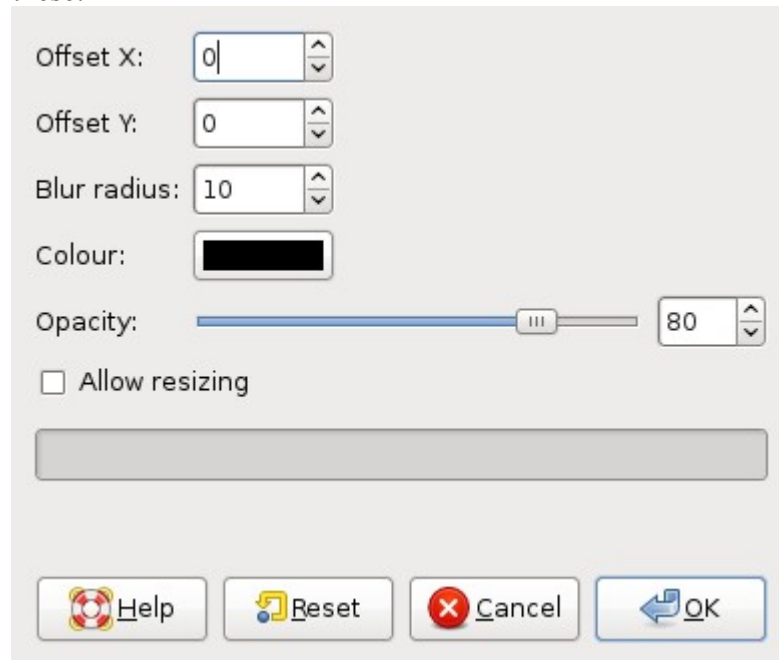 Offset X: 0
Offset Y: 0
Blur radius: 10
Colour:
Opacity: 80
Allow resizing
Help Reset Cancel OK